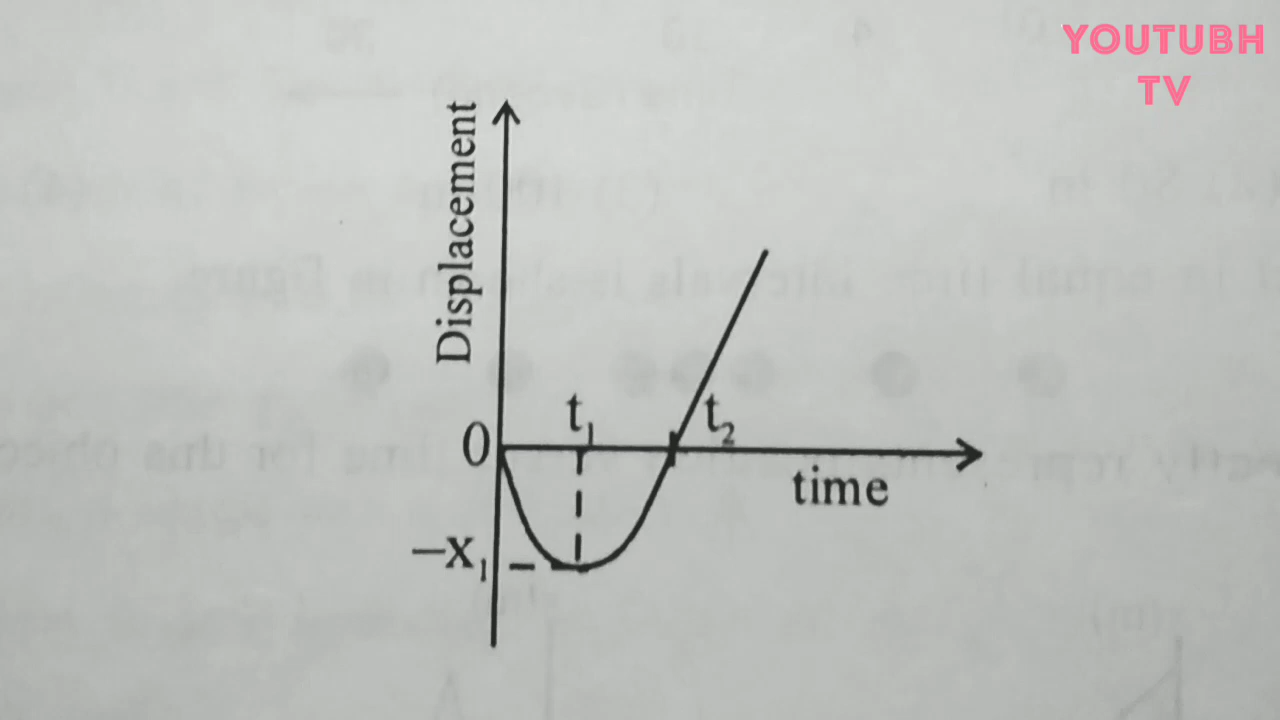 YOUTUBH
TV
Displacement
t₁
t₂
0
time
–x₁